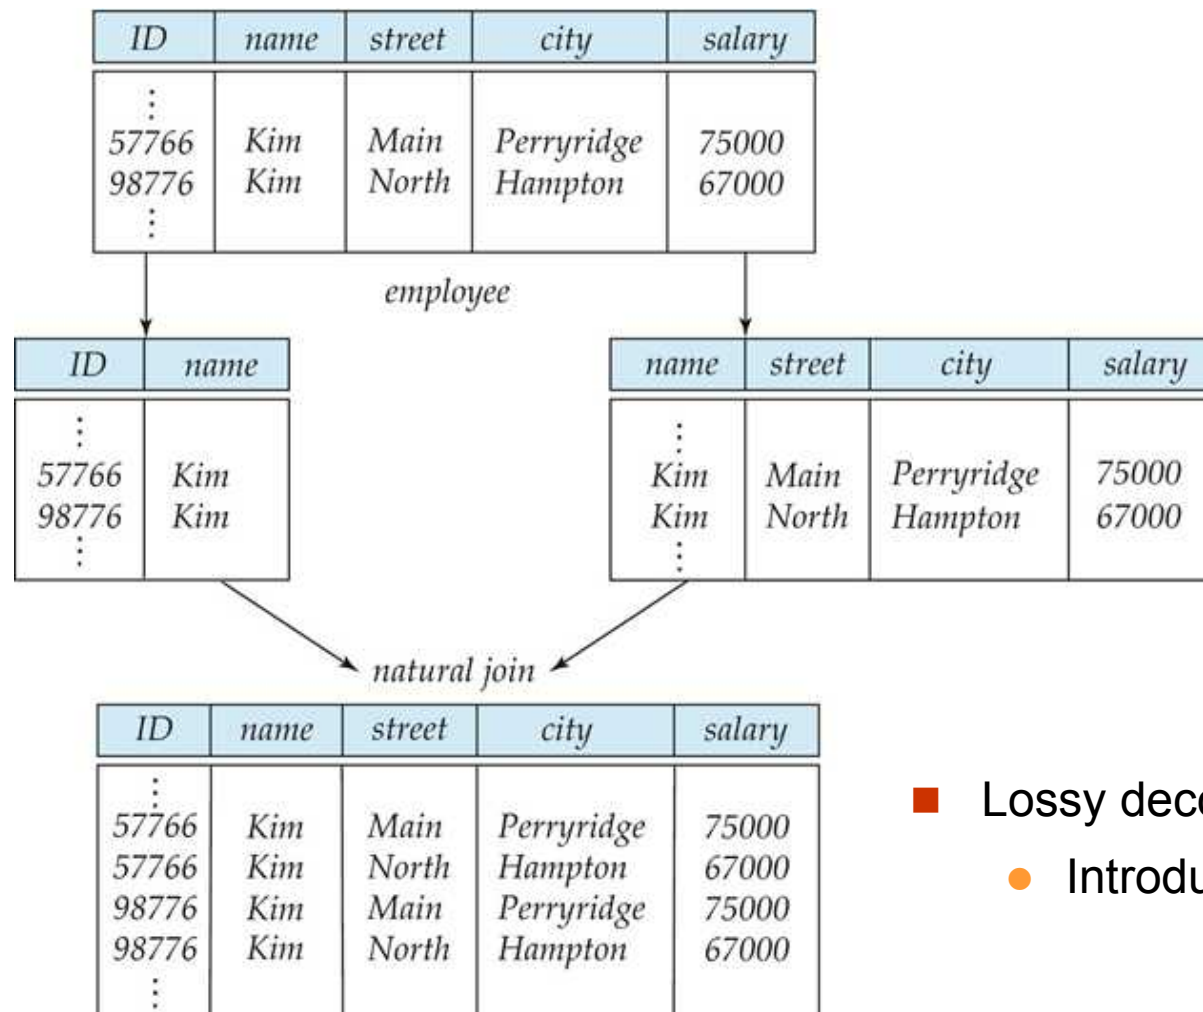 ID name street city salary
⋮
57766 Kim Main Perryridge 75000
98776 Kim North Hampton 67000
⋮
employee
ID name
⋮
57766 Kim
98776 Kim
⋮
name street city salary
⋮
Kim Main Perryridge 75000
Kim North Hampton 67000
⋮
natural join
ID name street city salary
⋮
57766 Kim Main Perryridge 75000
57766 Kim North Hampton 67000
98776 Kim Main Perryridge 75000
98776 Kim North Hampton 67000
⋮
■ Lossy